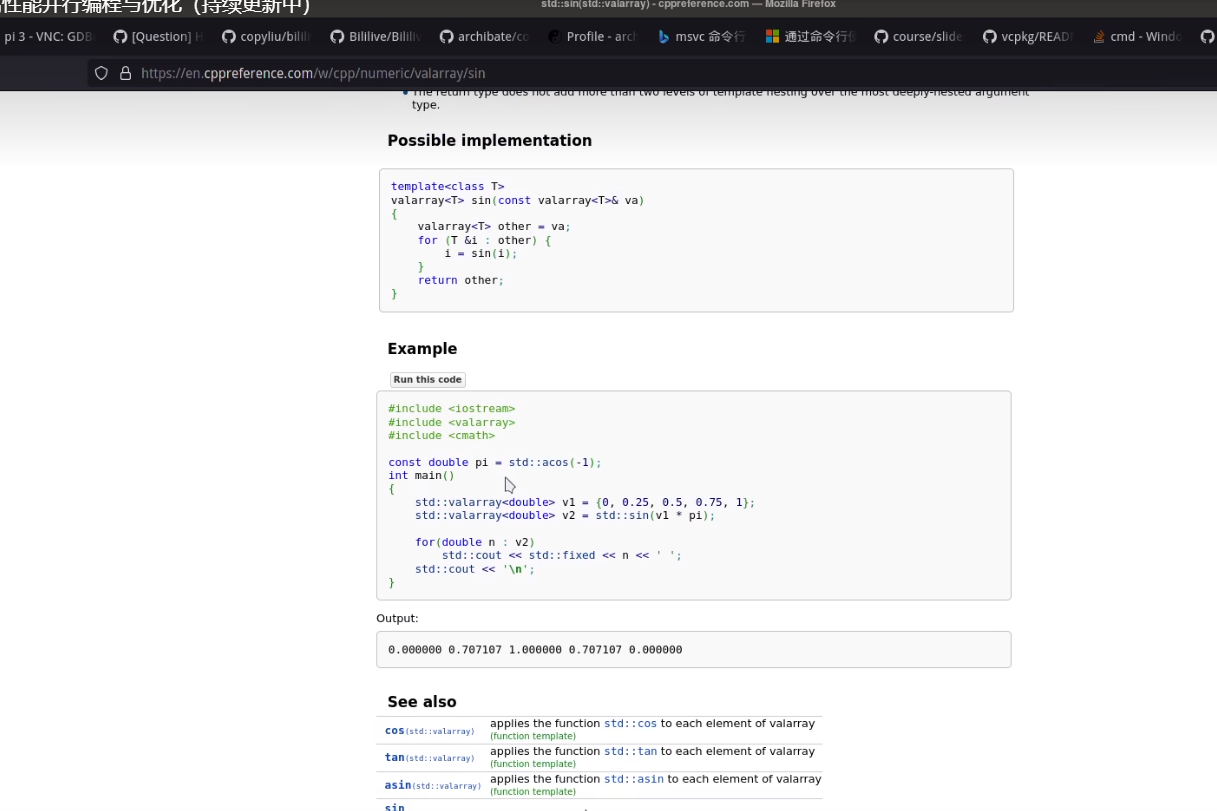 性能并行编程与优化（持续更新中）
std::sin(std::valarray) - cppreference.com — Mozilla Firefox
pi 3 - VNC: GDB [Question] H copyliu/bilili Bililive/Bililiv archibate/co Profile - arch msvc 命令行 通过命令行 course/slide vcpkg/READ cmd - Windo
https://en.cppreference.com/w/cpp/numeric/valarray/sin
The return type does not add more than two levels of template nesting over the most deeply-nested argument
type.
Possible implementation
template<class T>
valarray<T> sin(const valarray<T>& va)
{
    valarray<T> other = va;
    for (T &i : other) {
        i = sin(i);
    }
    return other;
}
Example
Run this code
#include <iostream>
#include <valarray>
#include <cmath>
const double pi = std::acos(-1);
int main()
{
    std::valarray<double> v1 = {0, 0.25, 0.5, 0.75, 1};
    std::valarray<double> v2 = std::sin(v1 * pi);
    for(double n : v2)
        std::cout << std::fixed << n << ' ';
    std::cout << '\n';
}
Output:
0.000000 0.707107 1.000000 0.707107 0.000000
See also
cos(std::valarray) applies the function std::cos to each element of valarray
(function template)
tan(std::valarray) applies the function std::tan to each element of valarray
(function template)
asin(std::valarray) applies the function std::asin to each element of valarray
(function template)
sin